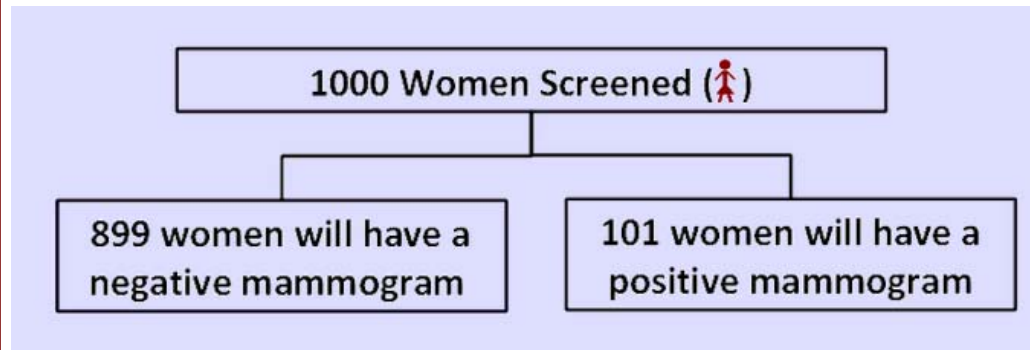 1000 Women Screened ()
899 women will have a
negative mammogram
101 women will have a
positive mammogram